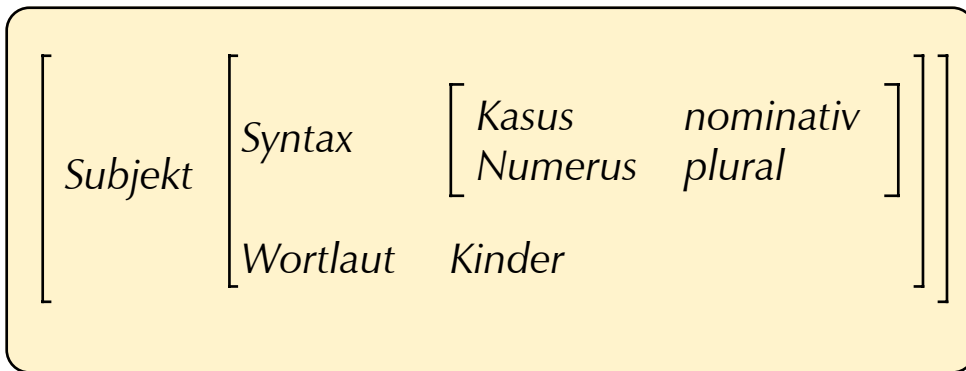 Kasus nominativ
Syntax
Numerus plural
Subjekt
Wortlaut Kinder